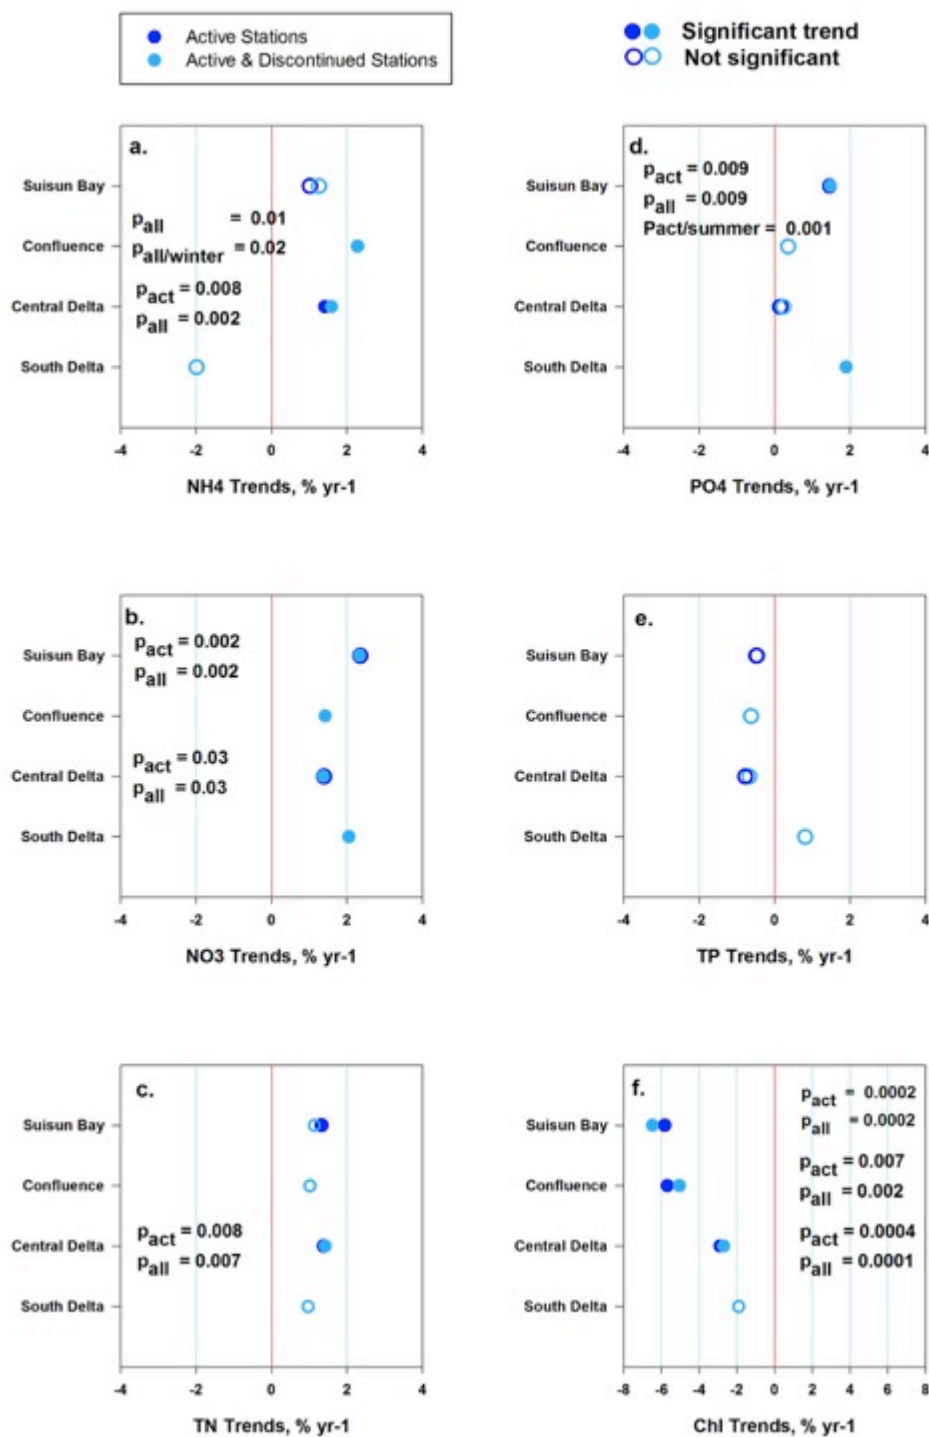 Active Stations
Active & Discontinued Stations
Significant trend
Not significant
a.
Suisun Bay
Confluence
Central Delta
South Delta
pall = 0.01
pall/winter = 0.02
pact = 0.008
pall = 0.002
-4 -2 0 2 4
NH4 Trends, % yr-1
d.
pact = 0.009
pall = 0.009
Pact/summer = 0.001
Suisun Bay
Confluence
Central Delta
South Delta
-4 -2 0 2 4
PO4 Trends, % yr-1
b.
pact = 0.002
pall = 0.002
pact = 0.03
pall = 0.03
Suisun Bay
Confluence
Central Delta
South Delta
-4 -2 0 2 4
NO3 Trends, % yr-1
e.
Suisun Bay
Confluence
Central Delta
South Delta
-4 -2 0 2 4
TP Trends, % yr-1
c.
Suisun Bay
Confluence
Central Delta
South Delta
pact = 0.008
pall = 0.007
-4 -2 0 2 4
TN Trends, % yr-1
f.
pact = 0.0002
pall = 0.0002
pact = 0.007
pall = 0.002
pact = 0.0004
pall = 0.0001
Suisun Bay
Confluence
Central Delta
South Delta
-8 -6 -4 -2 0 2 4 6 8
Chl Trends, % yr-1